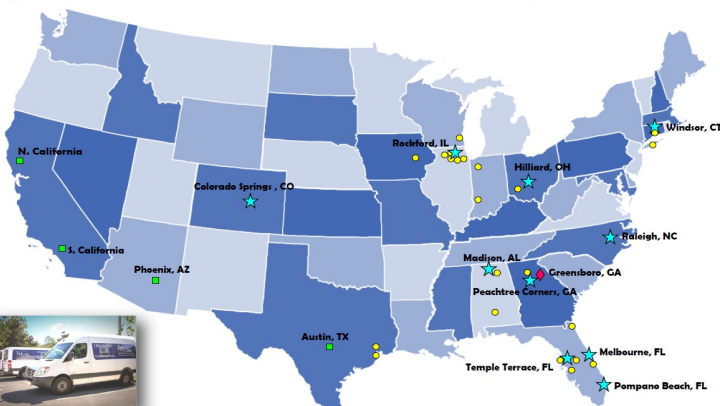 Rockford, IL
Windsor, CT
N. California
Hilliard, OH
Colorado Springs , CO
Raleigh, NC
S. California
Madison, AL
Phoenix, AZ
Greensboro, GA
Peachtree Corners, GA
Austin, TX
Melbourne, FL
Temple Terrace, FL
Pompano Beach, FL